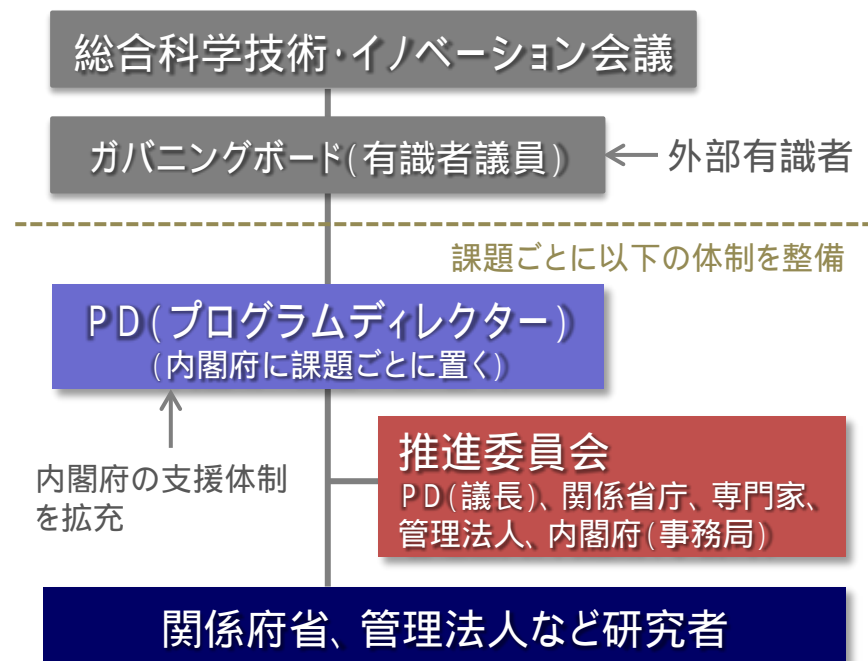 総合科学技術・イノベーション会議
ガバニングボード(有識者議員)
外部有識者
課題ごとに以下の体制を整備
PD(プログラムディレクター)
(内閣府に課題ごとに置く)
内閣府の支援体制
を拡充
推進委員会
PD(議長)、関係省庁、専門家、
管理法人、内閣府(事務局)
関係府省、管理法人など研究者